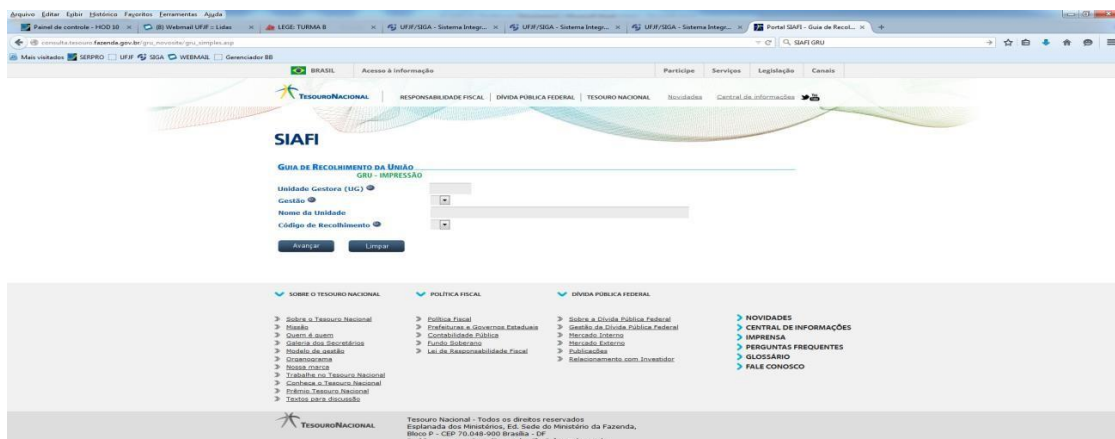 Arquivo Editar Exibir Histórico Favoritos Ferramentas Ajuda
Painel de controle - HOD 10 × (8) Webmail UFJF :: Lidas × LEGE: TURMA B × UFJF/SIGA - Sistema Integr... × UFJF/SIGA - Sistema Integr... × UFJF/SIGA - Sistema Integr... × Portal SIAFI - Guia de Recol... × +
consulta.tesouro.fazenda.gov.br/gru_novosite/gru_simples.asp SIAFI GRU
Mais visitados SERPRO UFJF SIGA WEBMAIL Gerenciador BB
BRASIL Acesso à informação Participe Serviços Legislação Canais
TESOURONACIONAL RESPONSABILIDADE FISCAL DÍVIDA PÚBLICA FEDERAL TESOURO NACIONAL Novidades Central de informações You Tube
SIAFI
GUIA DE RECOLHIMENTO DA UNIÃO
GRU - IMPRESSÃO
Unidade Gestora (UG)
Gestão
Nome da Unidade
Código de Recolhimento
Avançar Limpar
SOBRE O TESOURO NACIONAL
Sobre o Tesouro Nacional
Missão
Quem é quem
Galeria dos Secretários
Modelo de gestão
Organograma
Nossa marca
Trabalhe no Tesouro Nacional
Conheça o Tesouro Nacional
Prêmio Tesouro Nacional
Textos para discussão
POLÍTICA FISCAL
Política Fiscal
Prefeituras e Governos Estaduais
Contabilidade Pública
Fundo Soberano
Lei de Responsabilidade Fiscal
DÍVIDA PÚBLICA FEDERAL
Sobre a Dívida Pública Federal
Gestão da Dívida Pública Federal
Mercado Interno
Mercado Externo
Publicações
Relacionamento com Investidor
NOVIDADES
CENTRAL DE INFORMAÇÕES
IMPRENSA
PERGUNTAS FREQUENTES
GLOSSÁRIO
FALE CONOSCO
TESOURONACIONAL
Tesouro Nacional - Todos os direitos reservados
Esplanada dos Ministérios, Ed. Sede do Ministério da Fazenda,
Bloco P - CEP 70.048-900 Brasília - DF